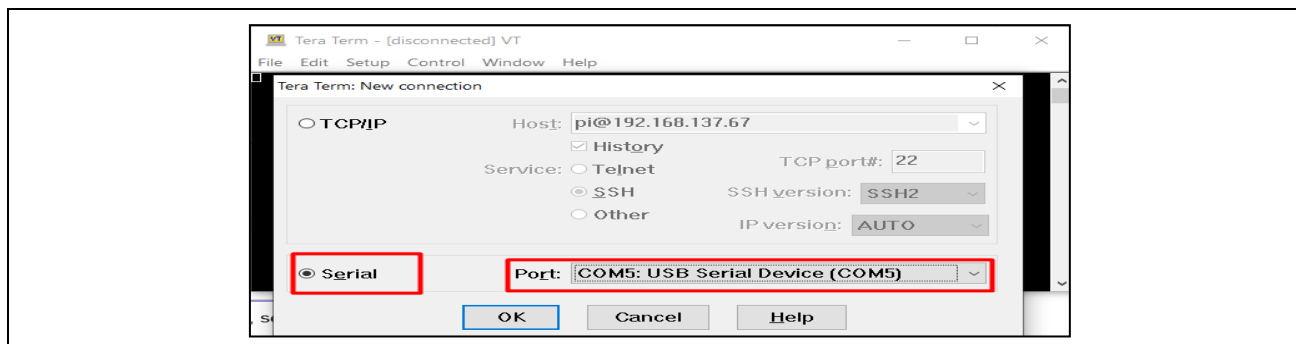 Tera Term - [disconnected] VT
File Edit Setup Control Window Help
Tera Term: New connection
TCP/IP Host: pi@192.168.137.67
History
Service: Telnet TCP port#: 22
SSH SSH version: SSH2
Other IP version: AUTO
Serial Port: COM5: USB Serial Device (COM5)
OK Cancel Help